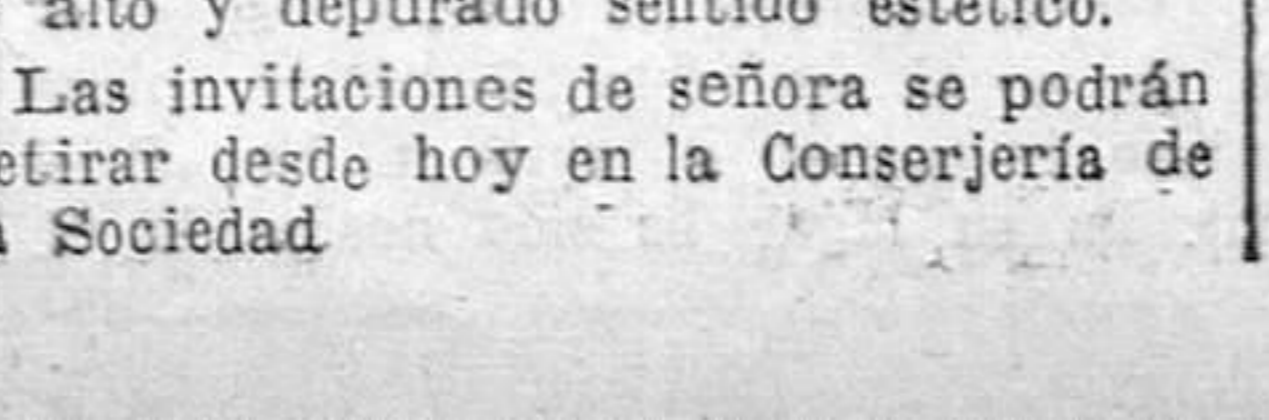 alto y depurado sentido estético.
Las invitaciones de señora se podrán
etirar desde hoy en la Conserjería de
Sociedad